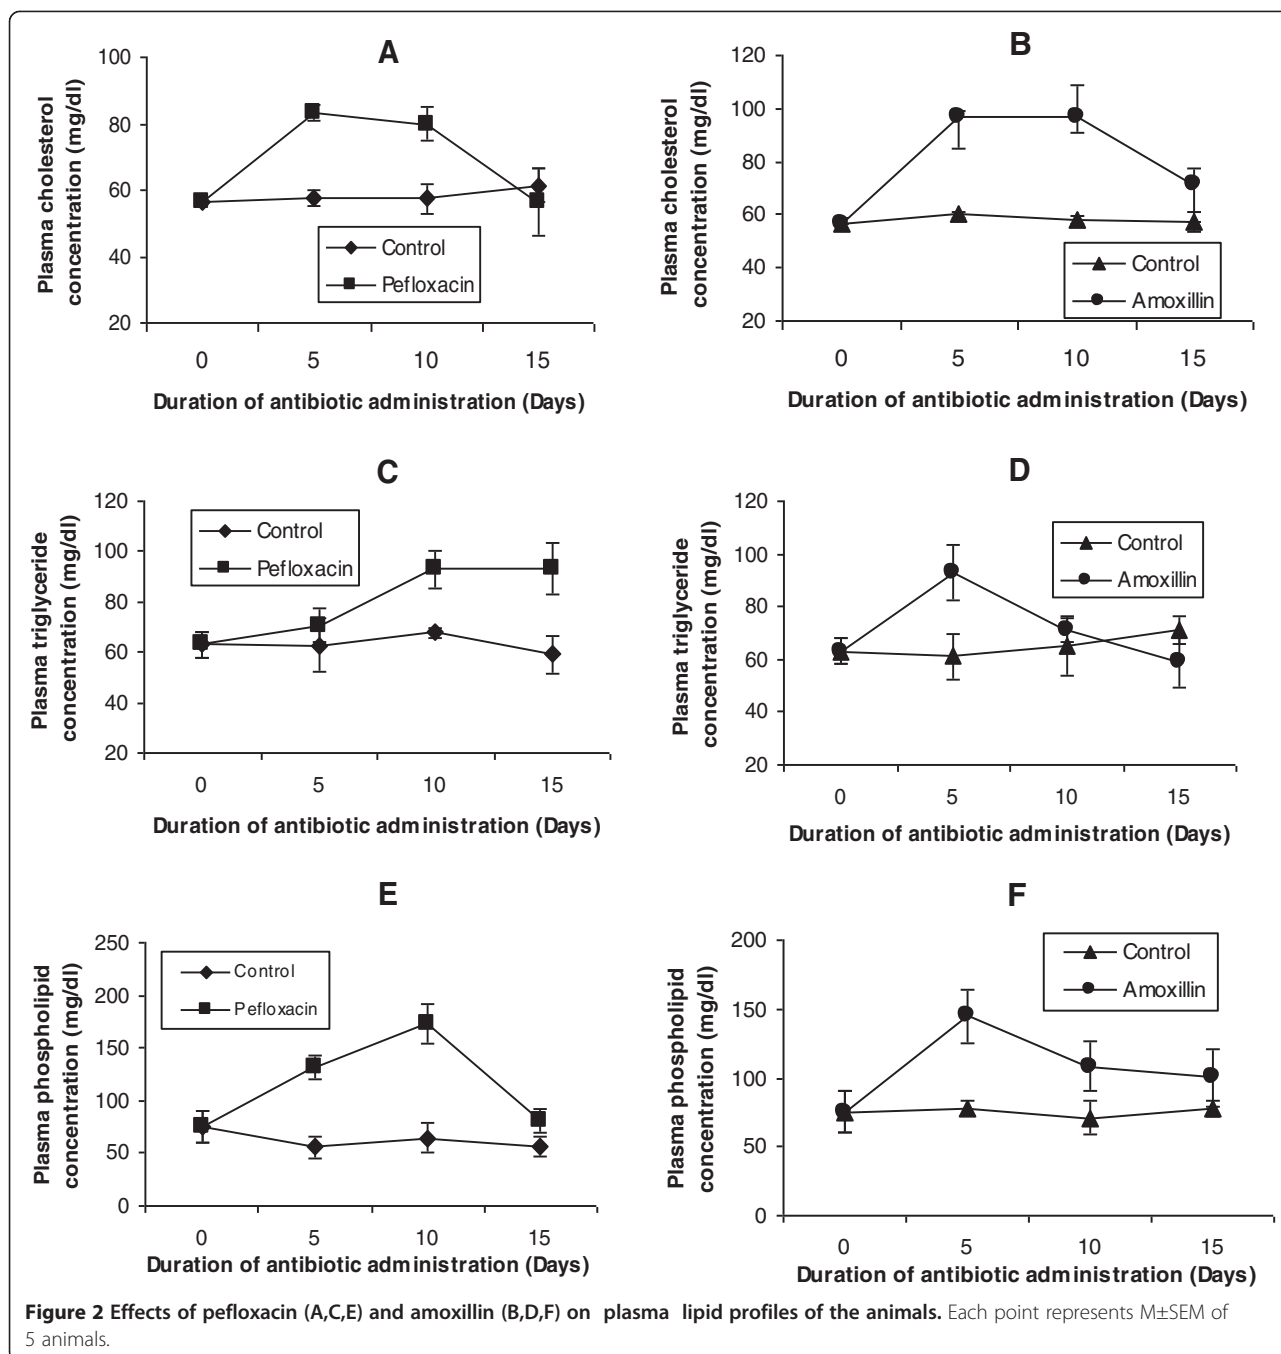 A
Plasma cholesterol
concentration (mg/dl)
100
80
60
40
20
Control
Pefloxacin
0 5 10 15
Duration of antibiotic administration (Days)
B
Plasma cholesterol
concentration (mg/dl)
120
100
80
60
40
20
Control
Amoxillin
0 5 10 15
Duration of antibiotic administration (Days)
C
Plasma triglyceride
concentration (mg/dl)
120
100
80
60
40
20
Control
Pefloxacin
0 5 10 15
Duration of antibiotic administration (Days)
D
Plasma triglyceride
concentration (mg/dl)
120
100
80
60
40
20
Control
Amoxillin
0 5 10 15
Duration of antibiotic administration (Days)
E
Plasma phospholipid
concentration (mg/dl)
250
200
150
100
50
0
Control
Pefloxacin
0 5 10 15
Duration of antibiotic administration (Days)
F
Plasma phospholipid
concentration (mg/dl)
200
150
100
50
0
Control
Amoxillin
0 5 10 15
Duration of antibiotic administration (Days)
Figure 2 Effects of pefloxacin (A,C,E) and amoxillin (B,D,F) on plasma lipid profiles of the animals. Each point represents M±SEM of
5 animals.